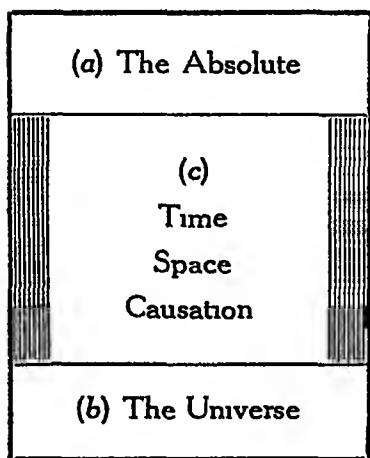 (a) The Absolute
(c)
Time
Space
Causation
(b) The Universe